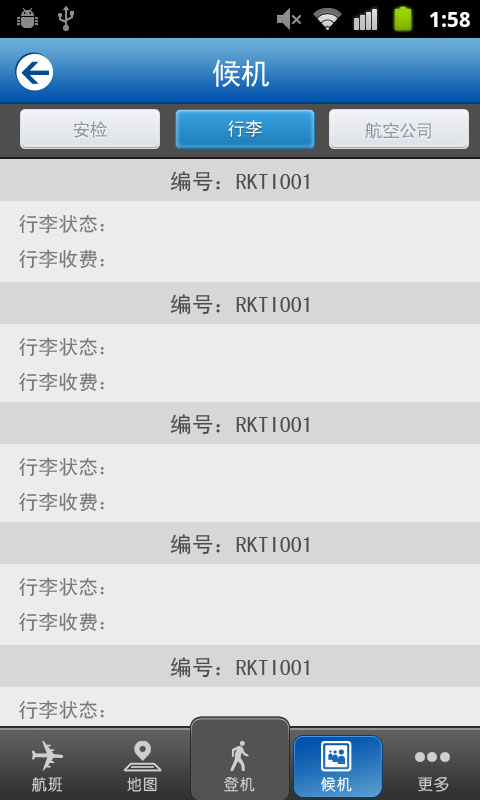 1:58
候机
安检 行李 航空公司
编号：RKTI001
行李状态：
行李收费：
编号：RKTI001
行李状态：
行李收费：
编号：RKTI001
行李状态：
行李收费：
编号：RKTI001
行李状态：
行李收费：
编号：RKTI001
行李状态：
航班 地图 登机 候机 更多